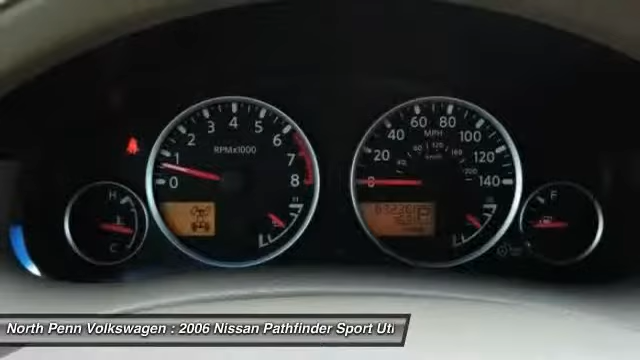 1 2 3 4 5 6 7 8 0
RPMx1000
H
C
0 20 40 60 80 100 120 140
MPH
km/h
F
P
North Penn Volkswagen : 2006 Nissan Pathfinder Sport Uti